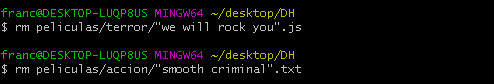 franc@DESKTOP-LUQP8US MINGW64 ~/desktop/DH
$ rm peliculas/terror/"we will rock you".js
franc@DESKTOP-LUQP8US MINGW64 ~/desktop/DH
$ rm peliculas/accion/"smooth criminal".txt